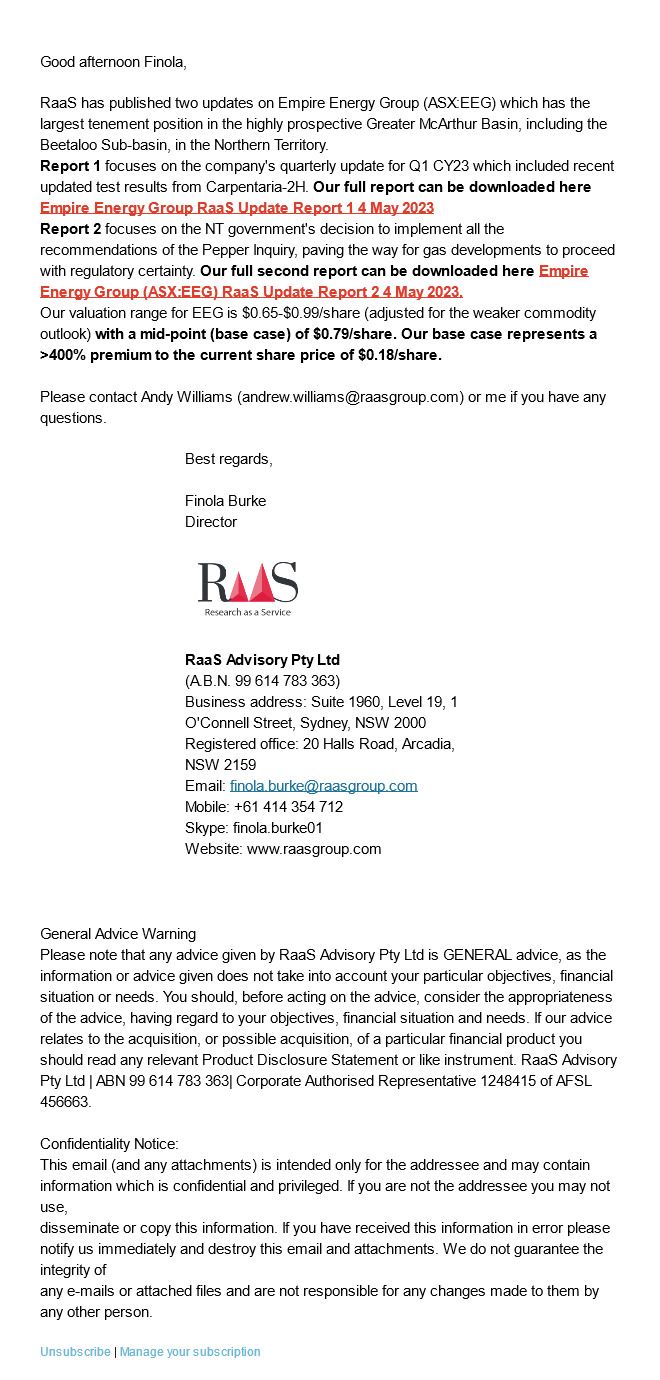 Good afternoon Finola,
RaaS has published two updates on Empire Energy Group (ASX:EEG) which has the
largest tenement position in the highly prospective Greater McArthur Basin, including the
Beetaloo Sub-basin, in the Northern Territory.
Report 1 focuses on the company's quarterly update for Q1 CY23 which included recent
updated test results from Carpentaria-2H. Our full report can be downloaded here
Empire Energy Group RaaS Update Report 1 4 May 2023
Report 2 focuses on the NT government's decision to implement all the
recommendations of the Pepper Inquiry, paving the way for gas developments to proceed
with regulatory certainty. Our full second report can be downloaded here Empire
Energy Group (ASX:EEG) RaaS Update Report 2 4 May 2023.
Our valuation range for EEG is $0.65-$0.99/share (adjusted for the weaker commodity
outlook) with a mid-point (base case) of $0.79/share. Our base case represents a
>400% premium to the current share price of $0.18/share.
Please contact Andy Williams (andrew.williams@raasgroup.com) or me if you have any
questions.
Best regards,
Finola Burke
Director
RaaS
Research as a Service
RaaS Advisory Pty Ltd
(A.B.N. 99 614 783 363)
Business address: Suite 1960, Level 19, 1
O'Connell Street, Sydney, NSW 2000
Registered office: 20 Halls Road, Arcadia,
NSW 2159
Email: finola.burke@raasgroup.com
Mobile: +61 414 354 712
Skype: finola.burke01
Website: www.raasgroup.com
General Advice Warning
Please note that any advice given by RaaS Advisory Pty Ltd is GENERAL advice, as the
information or advice given does not take into account your particular objectives, financial
situation or needs. You should, before acting on the advice, consider the appropriateness
of the advice, having regard to your objectives, financial situation and needs. If our advice
relates to the acquisition, or possible acquisition, of a particular financial product you
should read any relevant Product Disclosure Statement or like instrument. RaaS Advisory
Pty Ltd | ABN 99 614 783 363| Corporate Authorised Representative 1248415 of AFSL
456663.
Confidentiality Notice:
This email (and any attachments) is intended only for the addressee and may contain
information which is confidential and privileged. If you are not the addressee you may not
use,
disseminate or copy this information. If you have received this information in error please
notify us immediately and destroy this email and attachments. We do not guarantee the
integrity of
any e-mails or attached files and are not responsible for any changes made to them by
any other person.
Unsubscribe | Manage your subscription